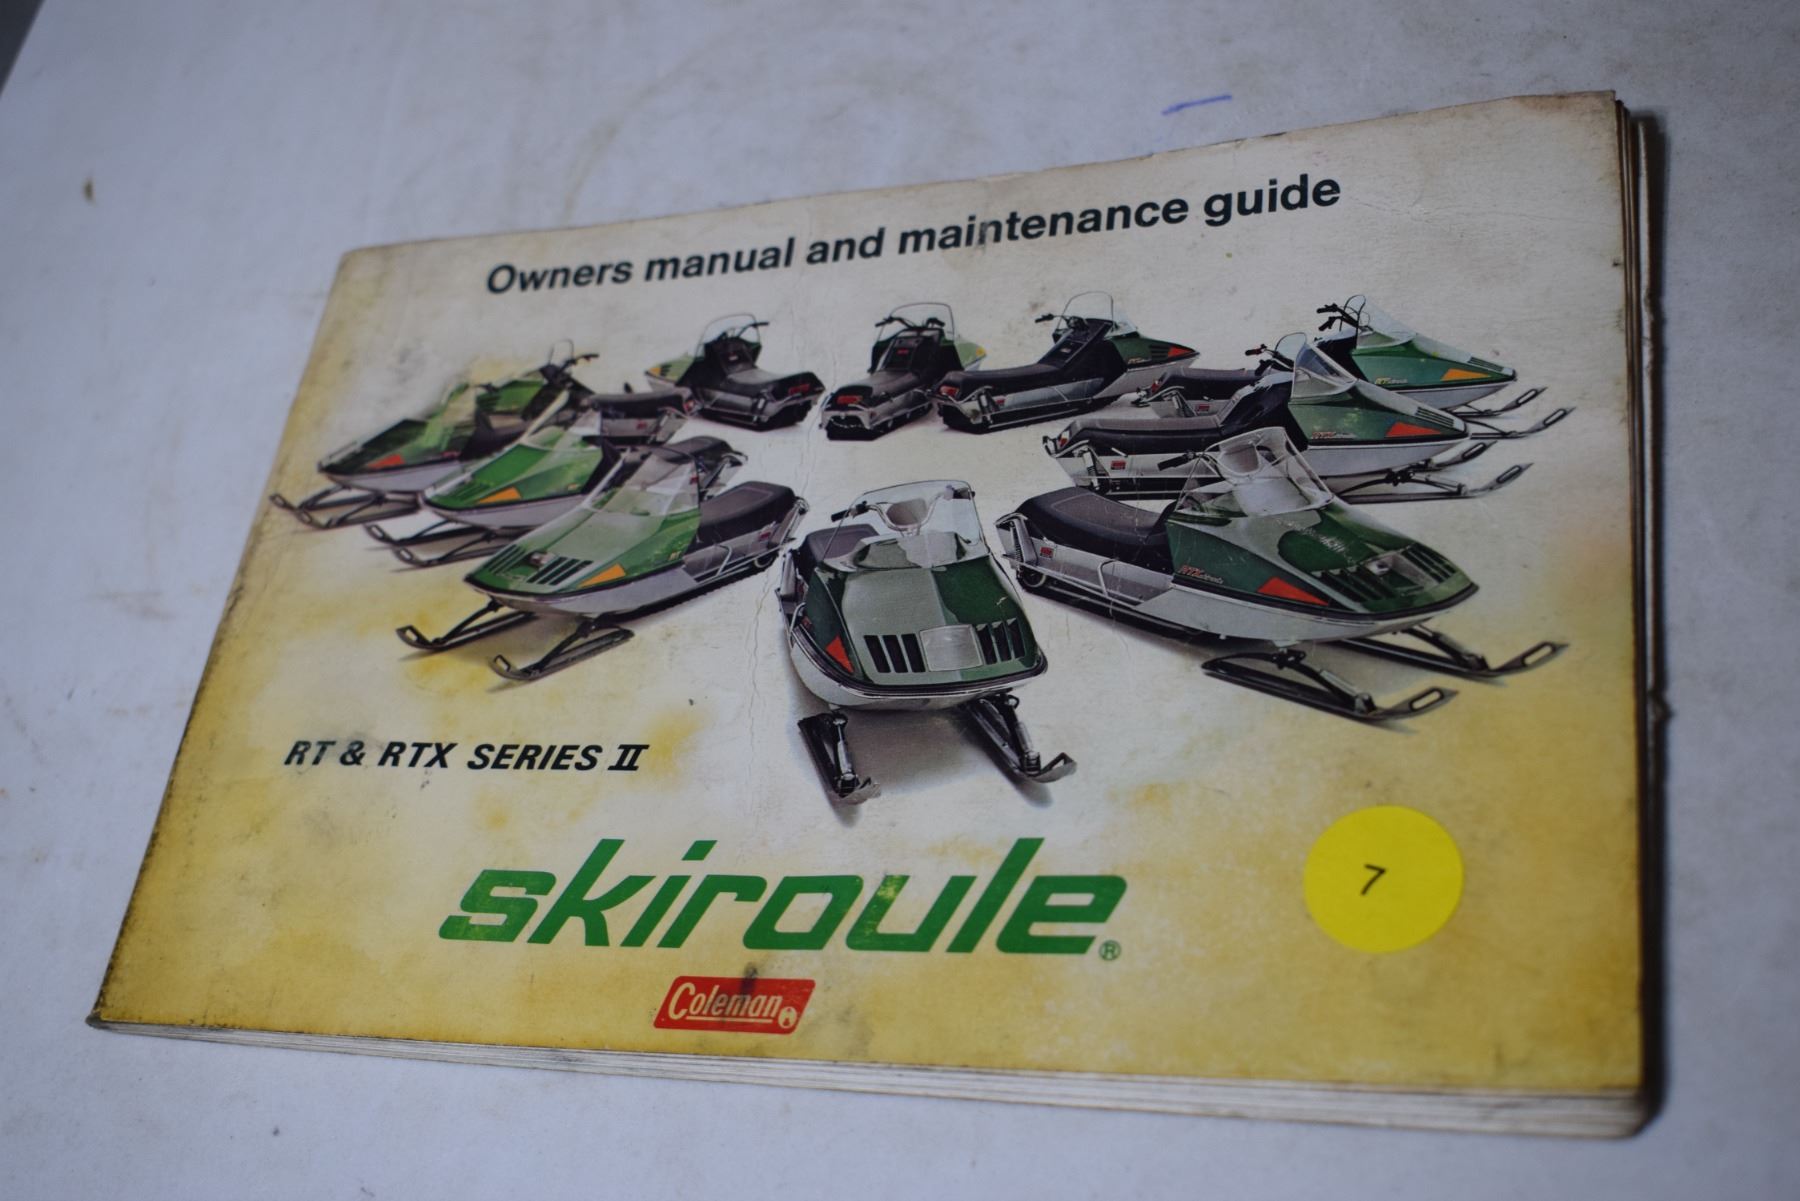 Owners manual and maintenance guide
RT & RTX SERIES II
skiroule®
Coleman
7